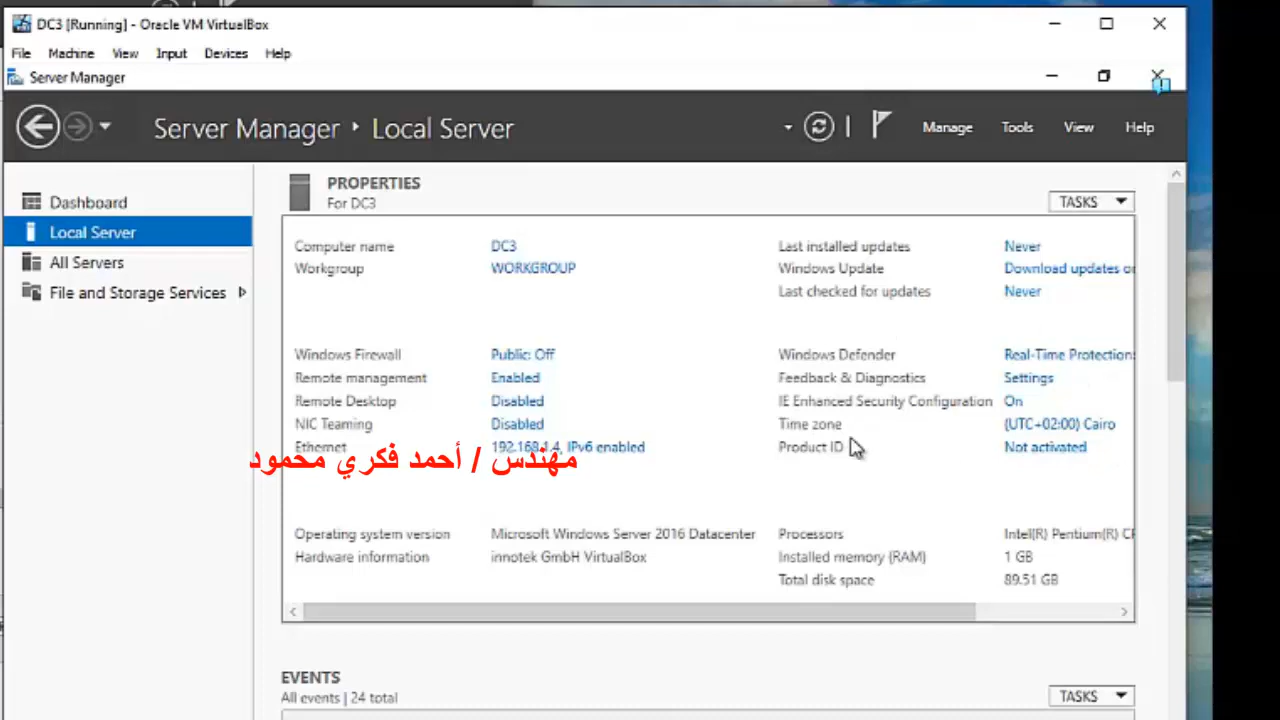 DC3 [Running] - Oracle VM VirtualBox
File Machine View Input Devices Help
Server Manager
Server Manager Local Server
Manage Tools View Help
Dashboard
Local Server
All Servers
File and Storage Services
PROPERTIES
For DC3
TASKS
Computer name DC3 Last installed updates Never
Workgroup WORKGROUP Windows Update Download updates
Last checked for updates Never
Windows Firewall Public: Off Windows Defender Real-Time Protection:
Remote management Enabled Feedback & Diagnostics Settings
Remote Desktop Disabled IE Enhanced Security Configuration On
NIC Teaming Disabled Time zone (UTC+02:00) Cairo
Ethernet 192.168.1.4, IPv6 enabled Product ID Not activated
مهندس / أحمد فكري محمود
Operating system version Microsoft Windows Server 2016 Datacenter Processors Intel(R) Pentium(R)
Hardware information innotek GmbH VirtualBox Installed memory (RAM) 1 GB
Total disk space 89.51 GB
EVENTS
All events | 24 total
TASKS